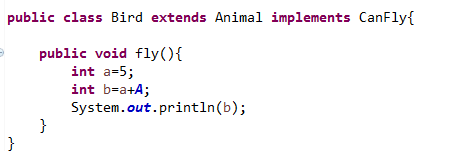 public class Bird extends Animal implements CanFly{
public void fly(){
int a=5;
int b=a+A;
System.out.println(b);
}
}